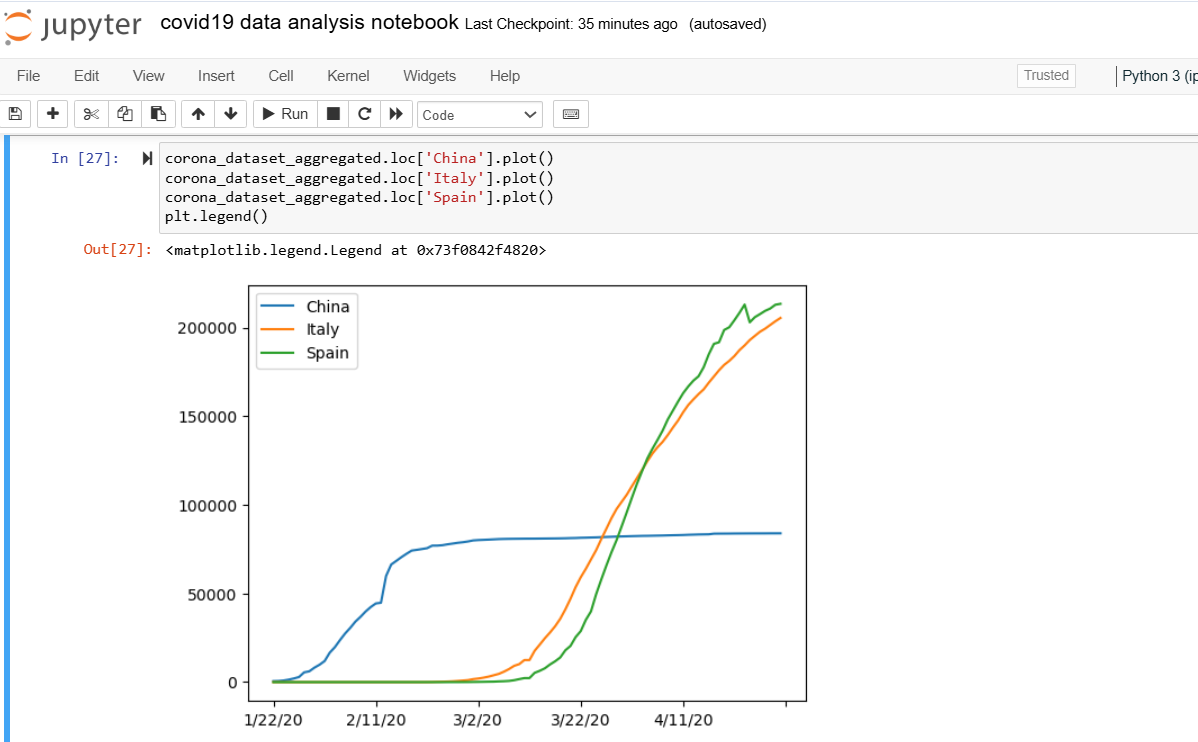 jupyter covid19 data analysis notebook Last Checkpoint: 35 minutes ago (autosaved)
File Edit View Insert Cell Kernel Widgets Help Trusted Python 3 (ip
Run Code
In [27]: corona_dataset_aggregated.loc['China'].plot()
corona_dataset_aggregated.loc['Italy'].plot()
corona_dataset_aggregated.loc['Spain'].plot()
plt.legend()
Out[27]: <matplotlib.legend.Legend at 0x73f0842f4820>
China
Italy
Spain
200000
150000
100000
50000
0
1/22/20 2/11/20 3/2/20 3/22/20 4/11/20